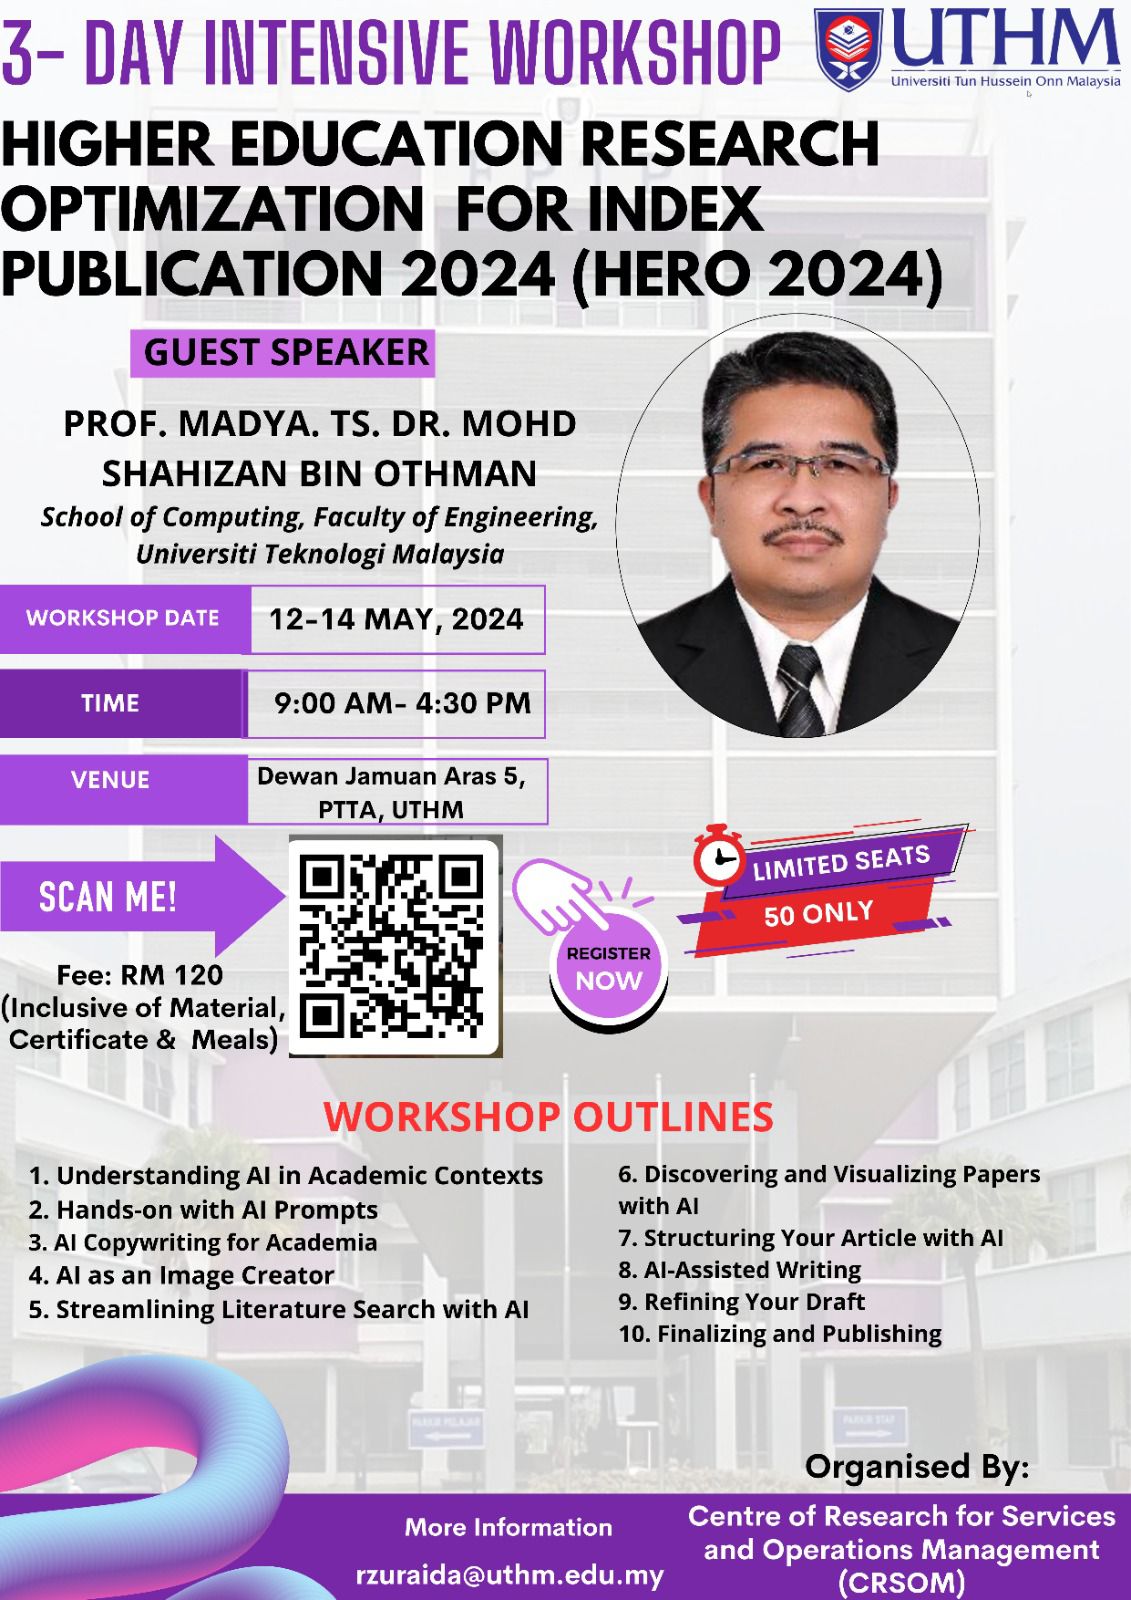 3- DAY INTENSIVE WORKSHOP
UTHM
Universiti Tun Hussein Onn Malaysia
HIGHER EDUCATION RESEARCH
OPTIMIZATION FOR INDEX
PUBLICATION 2024 (HERO 2024)
GUEST SPEAKER
PROF. MADYA. TS. DR. MOHD
SHAHIZAN BIN OTHMAN
School of Computing, Faculty of Engineering,
Universiti Teknologi Malaysia
WORKSHOP DATE
12-14 MAY, 2024
TIME
9:00 AM- 4:30 PM
VENUE
Dewan Jamuan Aras 5,
PTTA, UTHM
SCAN ME!
Fee: RM 120
(Inclusive of Material,
Certificate & Meals)
REGISTER
NOW
LIMITED SEATS
50 ONLY
WORKSHOP OUTLINES
1. Understanding AI in Academic Contexts
2. Hands-on with AI Prompts
3. AI Copywriting for Academia
4. AI as an Image Creator
5. Streamlining Literature Search with AI
6. Discovering and Visualizing Papers
with AI
7. Structuring Your Article with AI
8. AI-Assisted Writing
9. Refining Your Draft
10. Finalizing and Publishing
PARKIR PELAJAR
PARKIR STAF
More Information
rzuraida@uthm.edu.my
Organised By:
Centre of Research for Services
and Operations Management
(CRSOM)